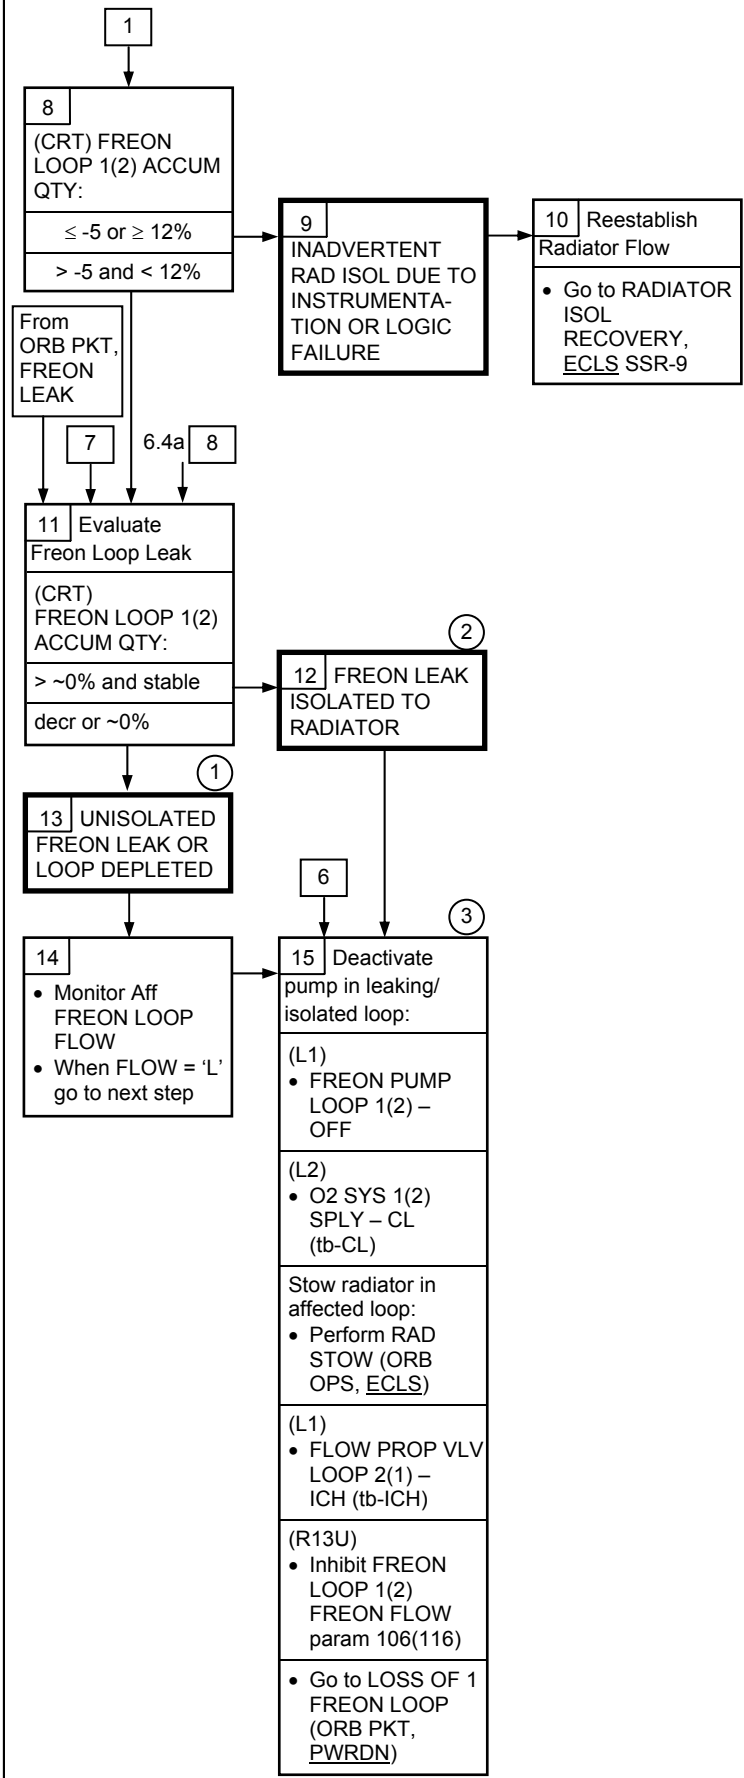 1
8
(CRT) FREON
LOOP 1(2) ACCUM
QTY:
≤ -5 or ≥ 12%
> -5 and < 12%
9
INADVERTENT
RAD ISOL DUE TO
INSTRUMENTA-
TION OR LOGIC
FAILURE
10 Reestablish
Radiator Flow
• Go to RADIATOR
ISOL
RECOVERY,
ECLS SSR-9
From
ORB PKT,
FREON
LEAK
7
6.4a 8
11 Evaluate
Freon Loop Leak
(CRT)
FREON LOOP 1(2)
ACCUM QTY:
> ~0% and stable
decr or ~0%
2
12 FREON LEAK
ISOLATED TO
RADIATOR
1
13 UNISOLATED
FREON LEAK OR
LOOP DEPLETED
14
• Monitor Aff
FREON LOOP
FLOW
• When FLOW = ‘L’
go to next step
6
3
15 Deactivate
pump in leaking/
isolated loop:
(L1)
• FREON PUMP
LOOP 1(2) –
OFF
(L2)
• O2 SYS 1(2)
SPLY – CL
(tb-CL)
Stow radiator in
affected loop:
• Perform RAD
STOW (ORB
OPS, ECLS)
(L1)
• FLOW PROP VLV
LOOP 2(1) –
ICH (tb-ICH)
(R13U)
• Inhibit FREON
LOOP 1(2)
FREON FLOW
param 106(116)
• Go to LOSS OF 1
FREON LOOP
(ORB PKT,
PWRDN)